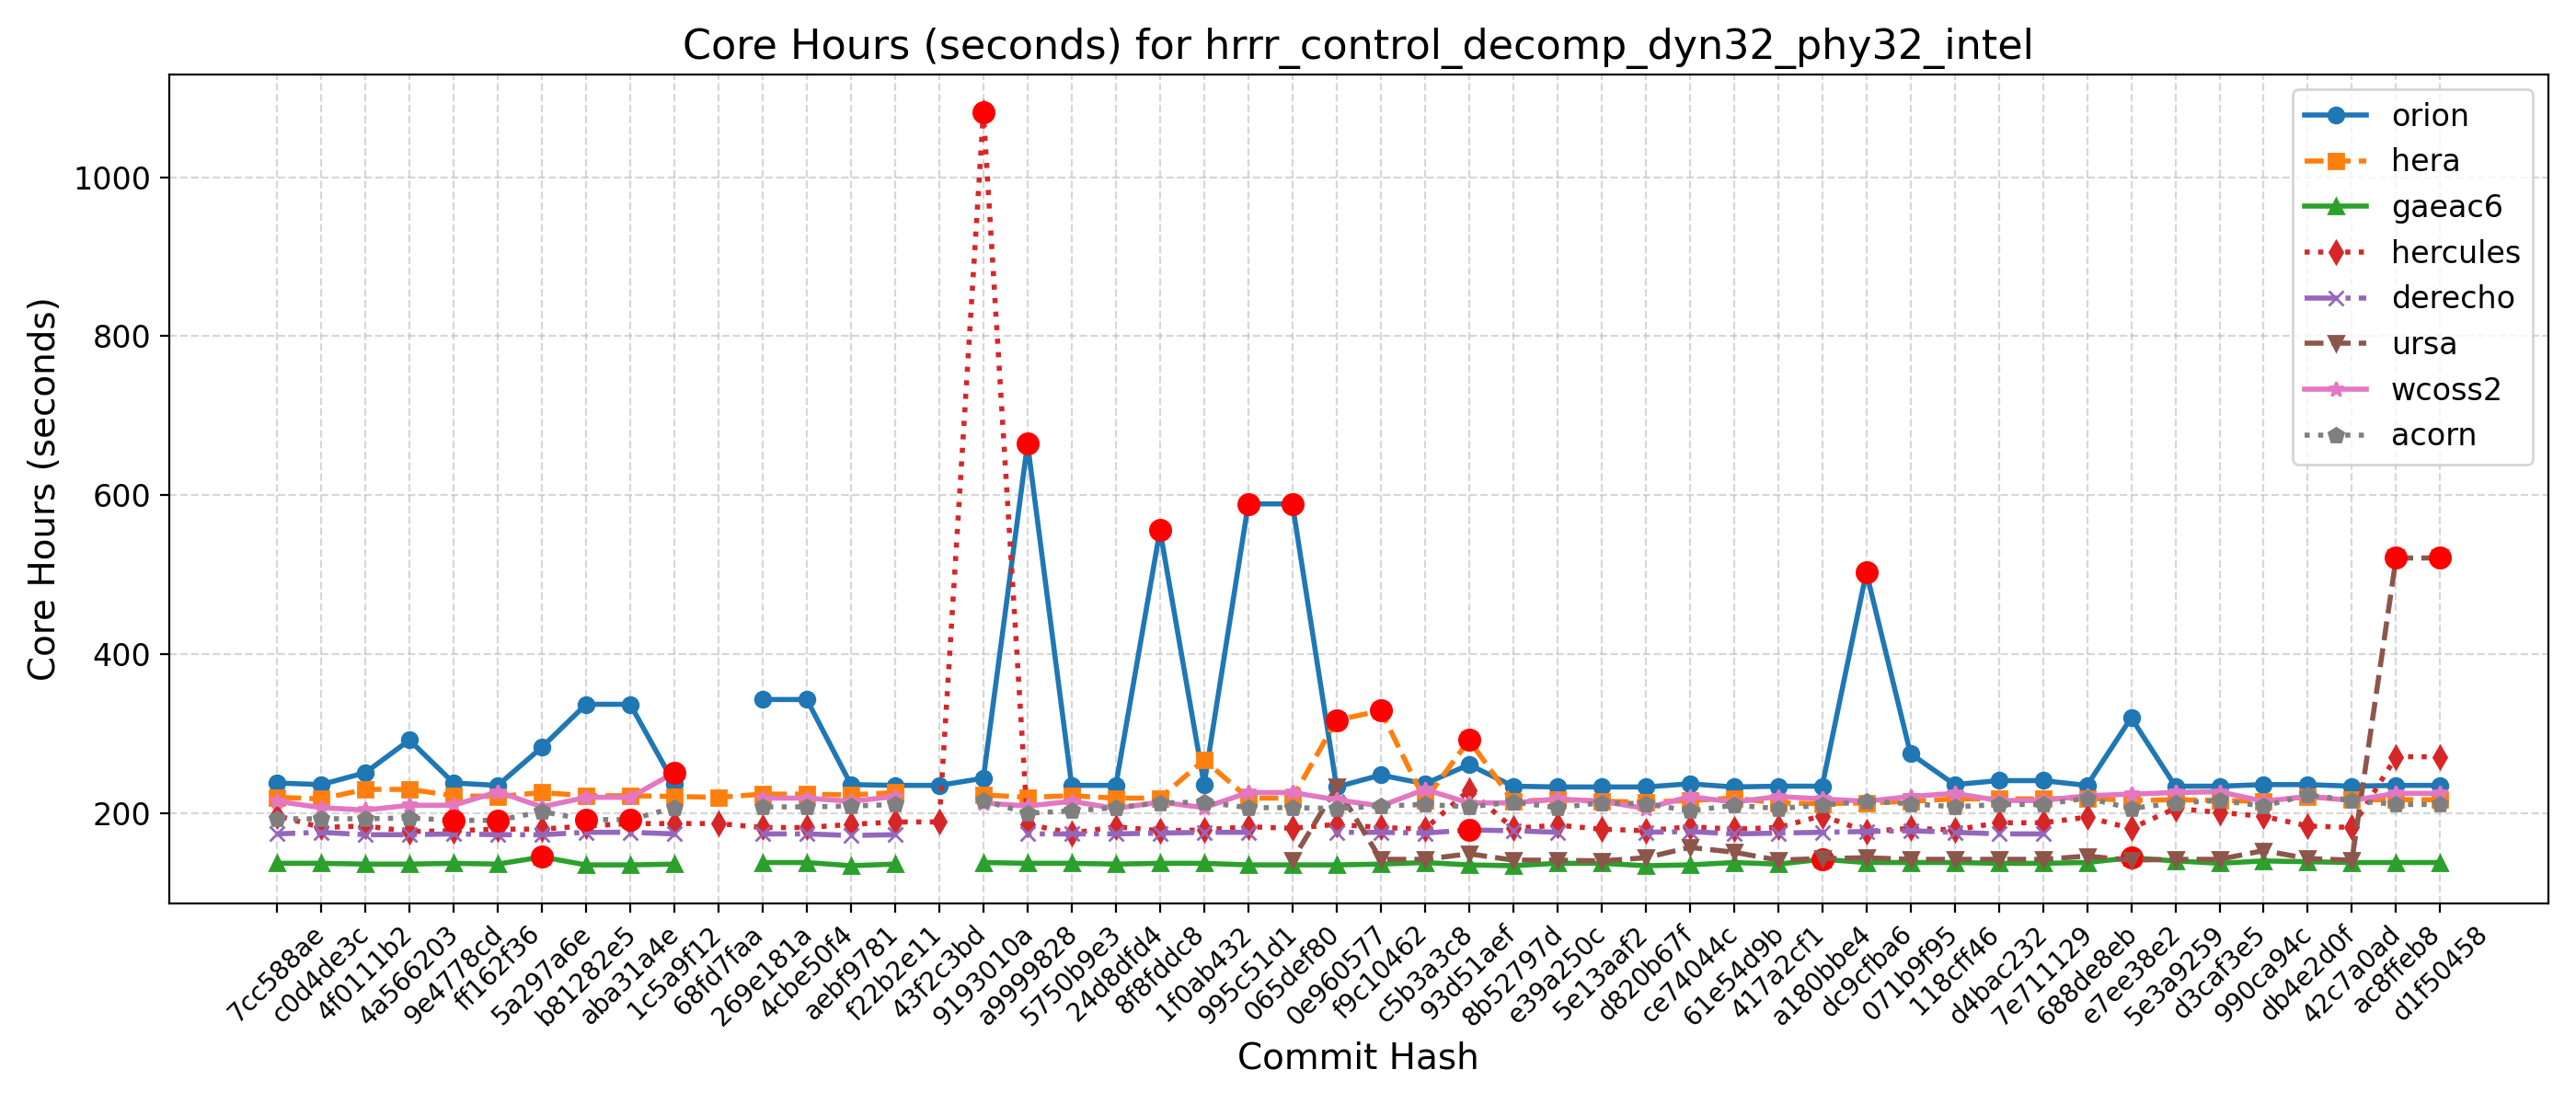 Core Hours (seconds) for hrrr_control_decomp_dyn32_phy32_intel
Core Hours (seconds)
1000
800
600
400
200
orion
hera
gaeac6
hercules
derecho
ursa
wcoss2
acorn
7cc588ae
c0d4de3c
4f0111b2
4a566203
9e4778cd
ff162f36
5a297a6e
b81282e5
aba31a4e
1c5a9f12
68fd7faa
269e181a
4cbe50f4
aebf9781
f22b2e11
43f2c3bd
9193010a
a9999828
5750b9e3
24d8dfd4
8f8fddc8
1f0ab432
995c51d1
065def80
0e960577
f9c10462
c5b3a3c8
93d51aef
8b52797d
e39a250c
5e13aaf2
d820b67f
ce74044c
61e54d9b
417a2cf1
a180bbe4
dc9cfba6
071b9f95
118cff46
d4bac232
7e711129
688de8eb
e7ee38e2
5e3a9259
d3caf3e5
990ca94c
db4e2d0f
42c7a0ad
ac8ffeb8
d1f50458
Commit Hash